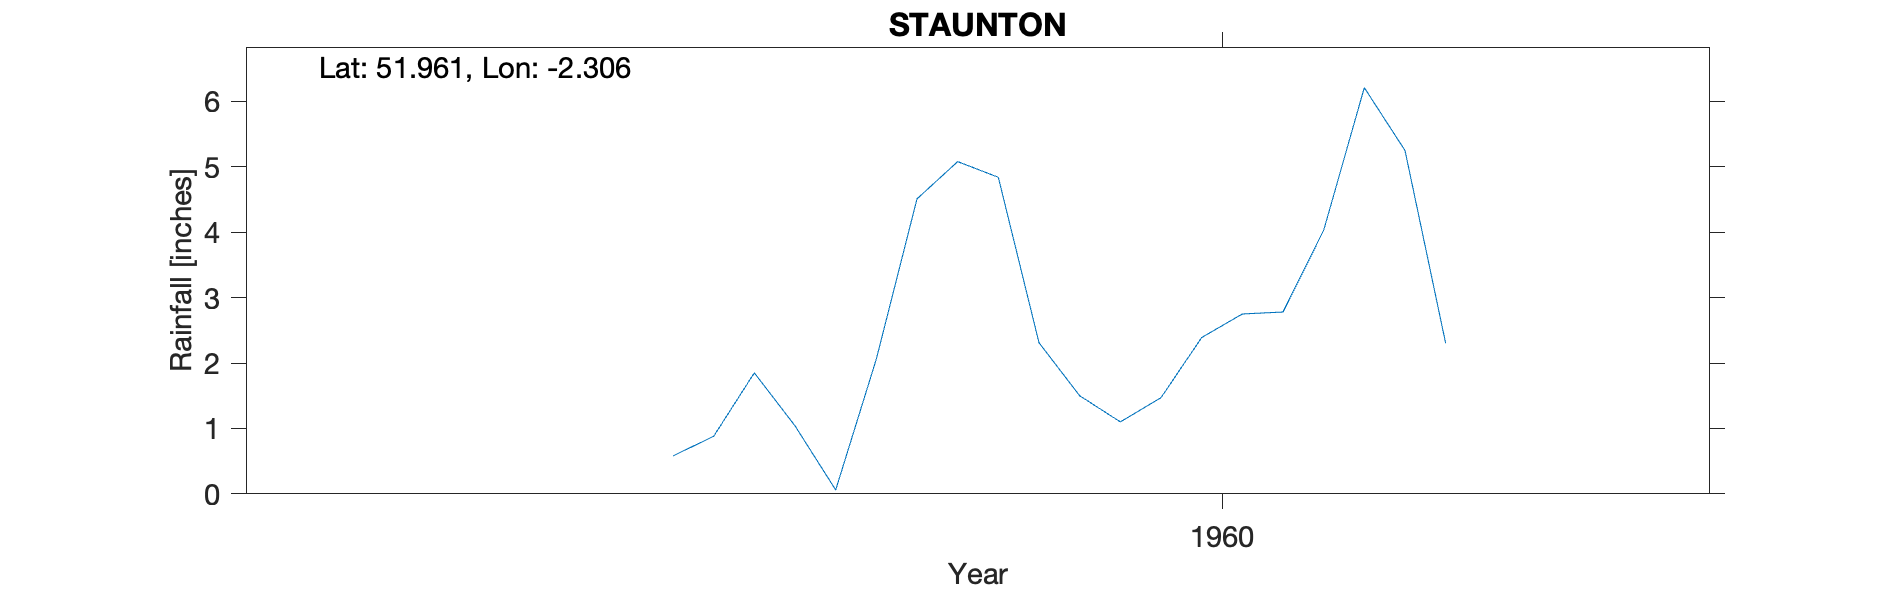 STAUNTON
Lat: 51.961, Lon: -2.306
6
5
4
3
2
1
0
Rainfall [inches]
1960
Year